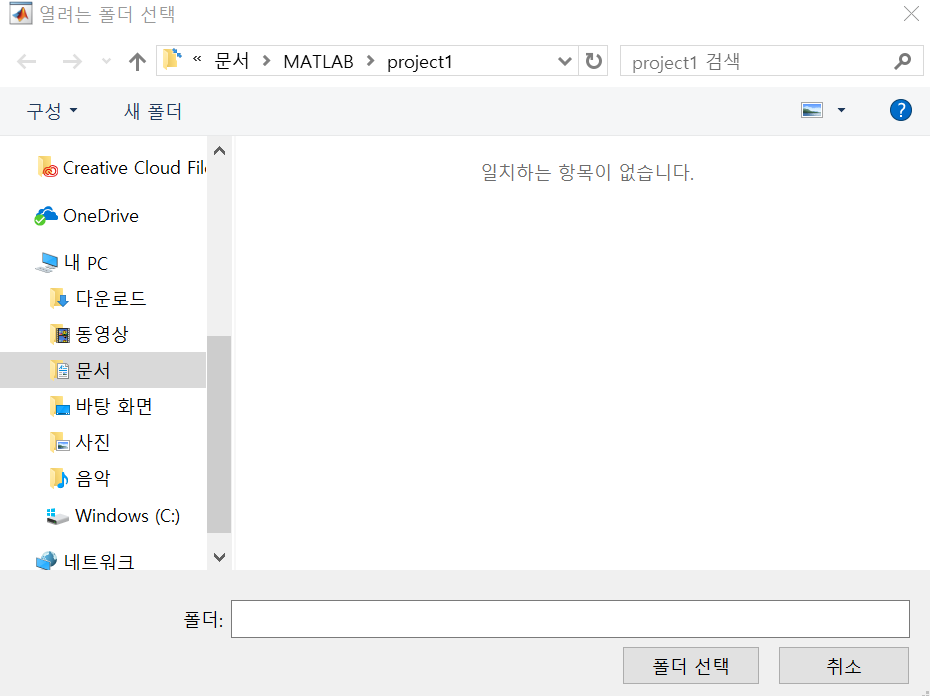 열려는 폴더 선택
« 문서 > MATLAB > project1
project1 검색
구성
새 폴더
?
Creative Cloud Fil
OneDrive
내 PC
다운로드
동영상
문서
바탕 화면
사진
음악
Windows (C:)
네트워크
일치하는 항목이 없습니다.
폴더:
폴더 선택
취소